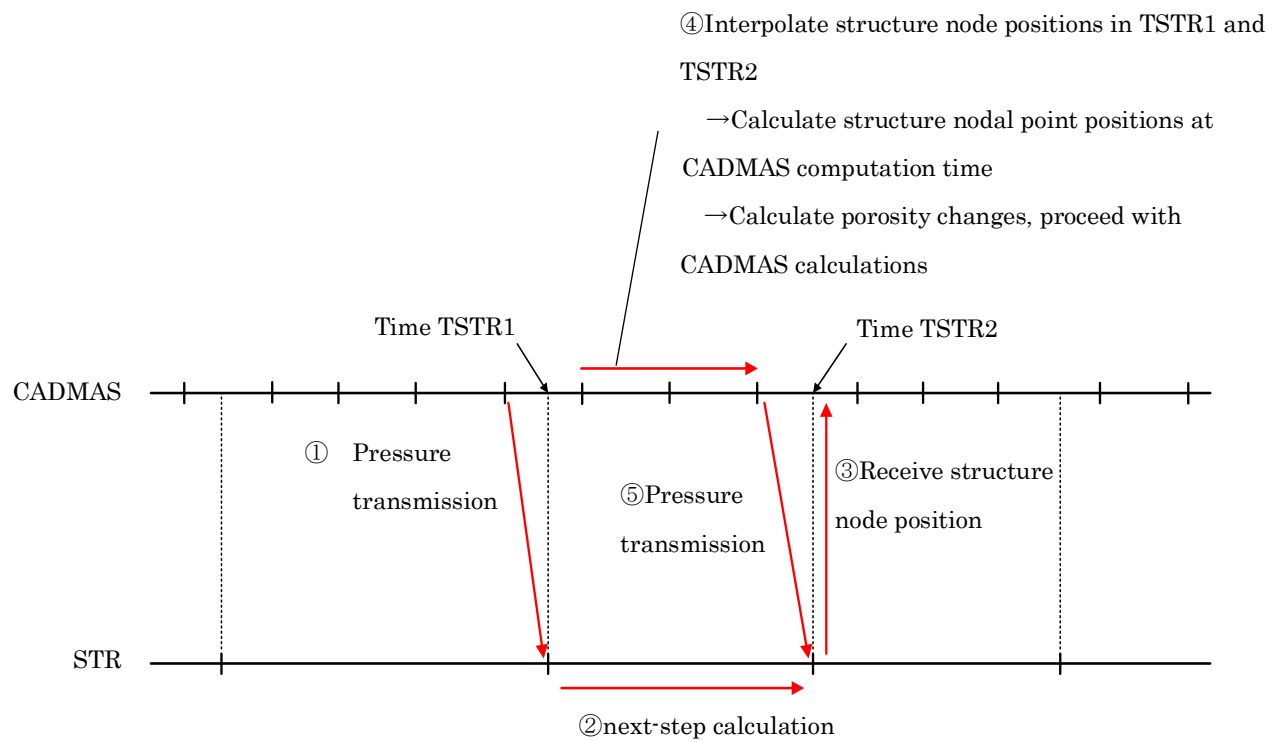 ④Interpolate structure node positions in TSTR1 and
TSTR2
→Calculate structure nodal point positions at
CADMAS computation time
→Calculate porosity changes, proceed with
CADMAS calculations
Time TSTR1
Time TSTR2
CADMAS
① Pressure
transmission
⑤Pressure
transmission
③Receive structure
node position
STR
②next-step calculation